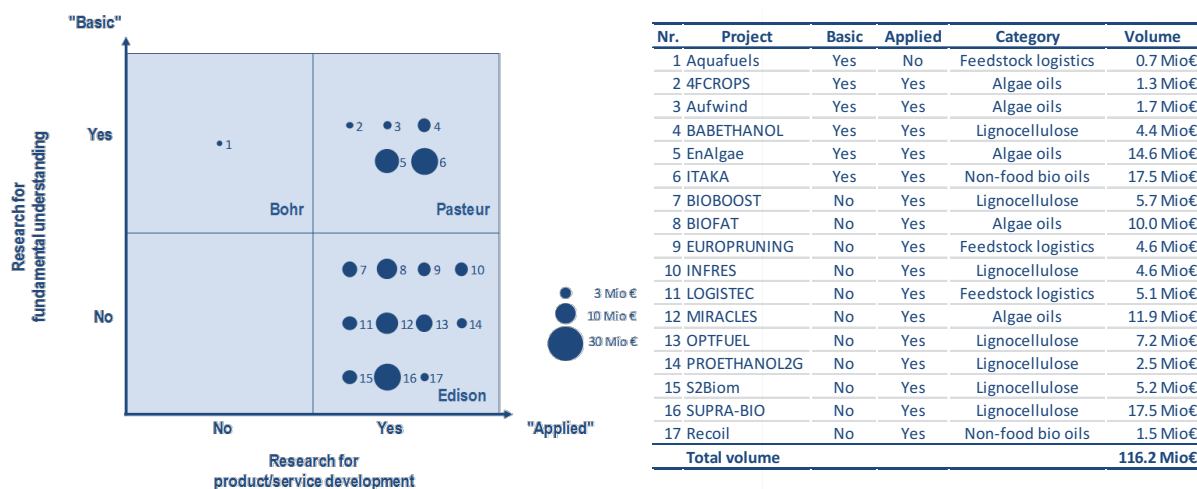 "Basic"
Yes
No
Research for
fundamental understanding
1
2
3
4
5
6
Bohr
Pasteur
7
8
9
10
11
12
13
14
15
16
17
Edison
No
Yes
"Applied"
Research for
product/service development
3 Mio €
10 Mio €
30 Mio €
Nr. Project Basic Applied Category Volume
1 Aquafuels Yes No Feedstock logistics 0.7 Mio€
2 4FCROPS Yes Yes Algae oils 1.3 Mio€
3 Aufwind Yes Yes Algae oils 1.7 Mio€
4 BABETHANOL Yes Yes Lignocellulose 4.4 Mio€
5 EnAlgae Yes Yes Algae oils 14.6 Mio€
6 ITAKA Yes Yes Non-food bio oils 17.5 Mio€
7 BIOBOOST No Yes Lignocellulose 5.7 Mio€
8 BIOFAT No Yes Algae oils 10.0 Mio€
9 EUROPRUNING No Yes Feedstock logistics 4.6 Mio€
10 INFRES No Yes Lignocellulose 4.6 Mio€
11 LOGISTEC No Yes Feedstock logistics 5.1 Mio€
12 MIRACLES No Yes Algae oils 11.9 Mio€
13 OPTFUEL No Yes Lignocellulose 7.2 Mio€
14 PROETHANOL2G No Yes Lignocellulose 2.5 Mio€
15 S2Biom No Yes Lignocellulose 5.2 Mio€
16 SUPRA-BIO No Yes Lignocellulose 17.5 Mio€
17 Recoil No Yes Non-food bio oils 1.5 Mio€
Total volume 116.2 Mio€